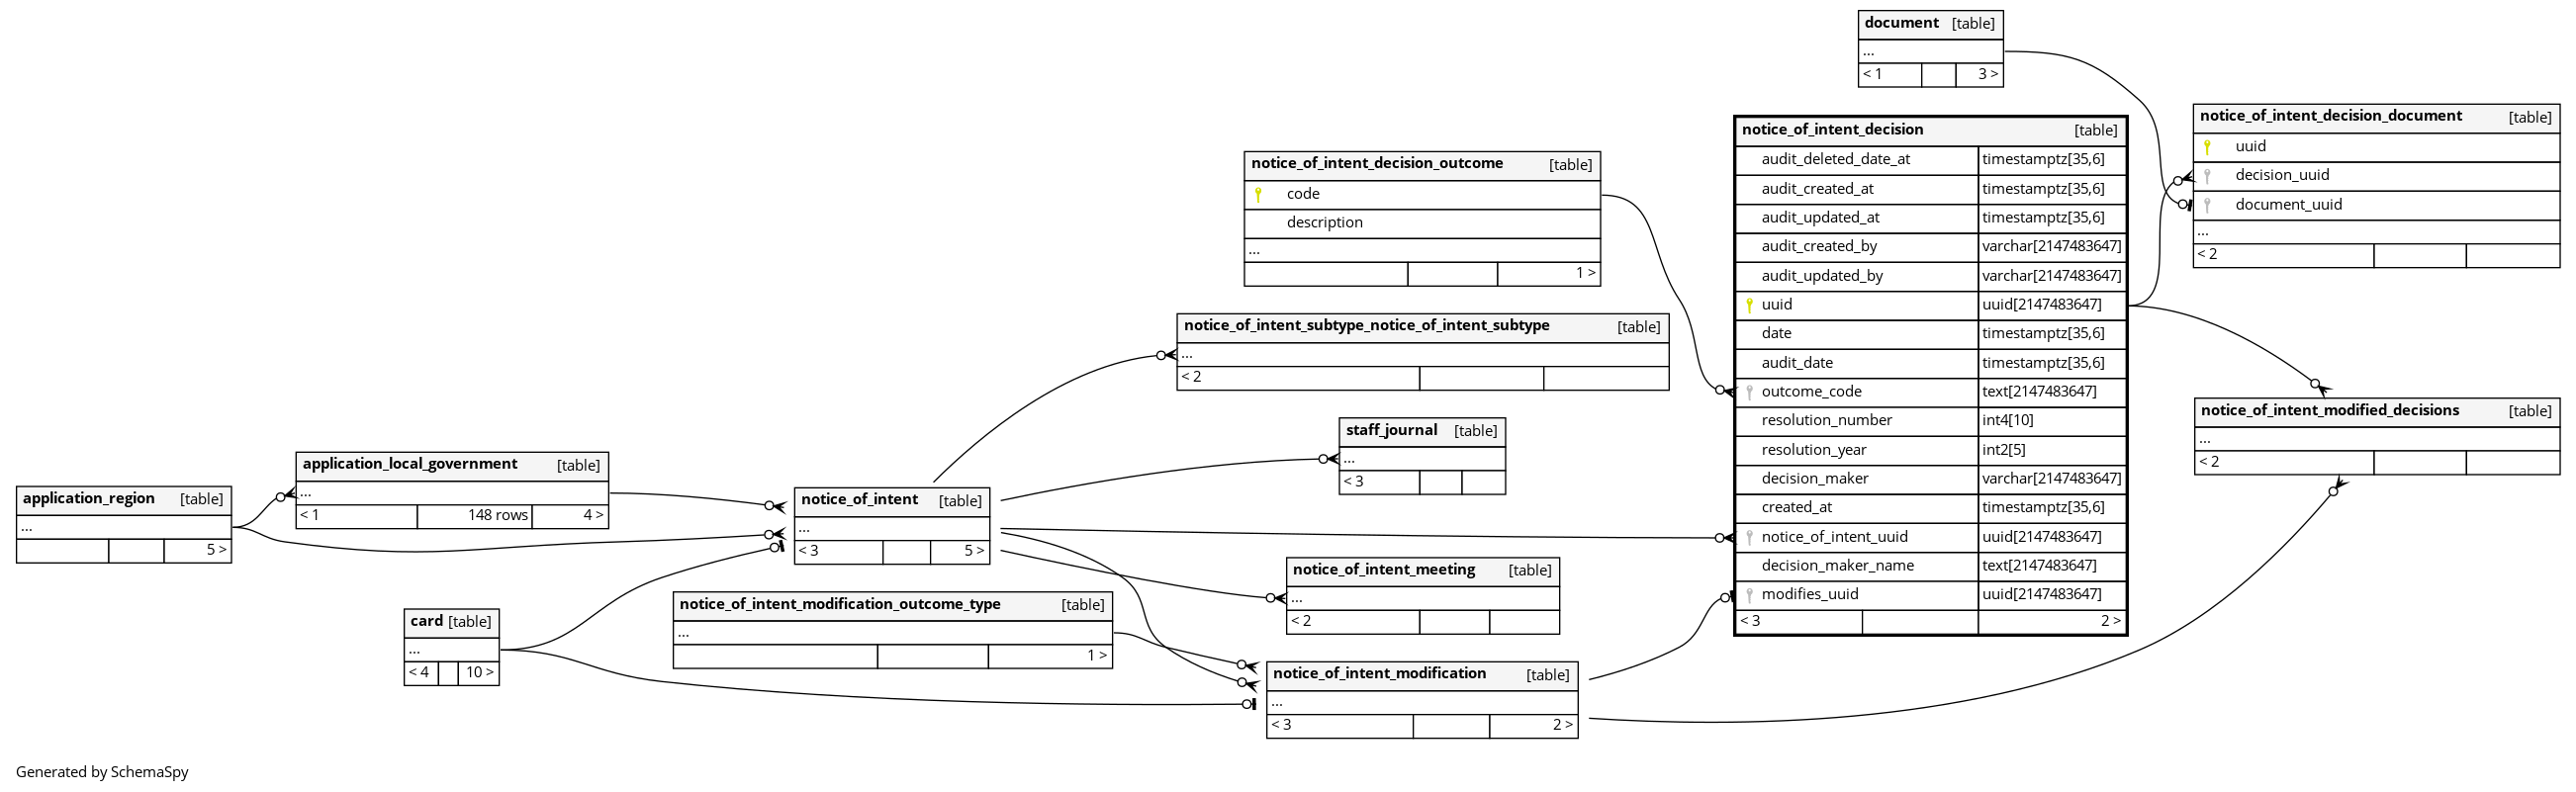 document [table]
...
< 1 3 >
notice_of_intent_decision_document [table]
uuid
decision_uuid
document_uuid
...
< 2
notice_of_intent_decision [table]
audit_deleted_date_at timestamptz[35,6]
audit_created_at timestamptz[35,6]
audit_updated_at timestamptz[35,6]
audit_created_by varchar[2147483647]
audit_updated_by varchar[2147483647]
uuid uuid[2147483647]
date timestamptz[35,6]
audit_date timestamptz[35,6]
outcome_code text[2147483647]
resolution_number int4[10]
resolution_year int2[5]
decision_maker varchar[2147483647]
created_at timestamptz[35,6]
notice_of_intent_uuid uuid[2147483647]
decision_maker_name text[2147483647]
modifies_uuid uuid[2147483647]
< 3 2 >
notice_of_intent_decision_outcome [table]
code
description
...
1 >
notice_of_intent_subtype_notice_of_intent_subtype [table]
...
< 2
notice_of_intent_modified_decisions [table]
...
< 2
staff_journal [table]
...
< 3
application_local_government [table]
...
< 1 148 rows 4 >
application_region [table]
...
5 >
notice_of_intent [table]
...
< 3 5 >
notice_of_intent_meeting [table]
...
< 2
notice_of_intent_modification_outcome_type [table]
...
1 >
card [table]
...
< 4 10 >
notice_of_intent_modification [table]
...
< 3 2 >
Generated by SchemaSpy